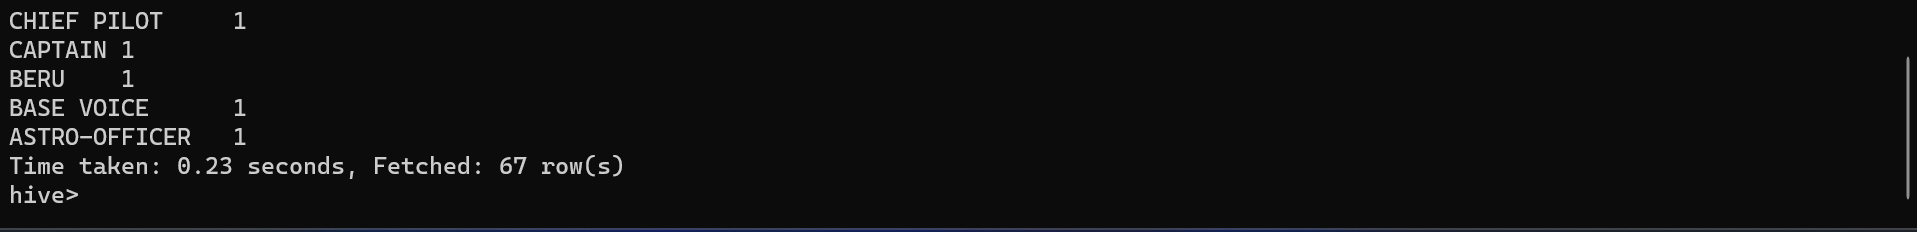 CHIEF PILOT     1
CAPTAIN 1
BERU    1
BASE VOICE      1
ASTRO-OFFICER   1
Time taken: 0.23 seconds, Fetched: 67 row(s)
hive>